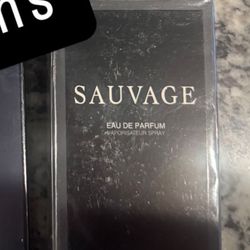 SAUVAGE
EAU DE PARFUM
VAPORISATEUR SPRAY